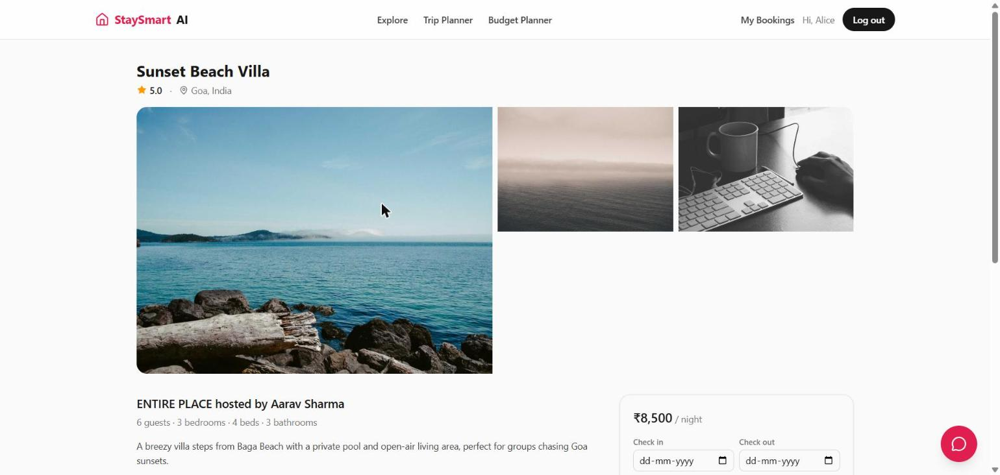 StaySmart AI
Explore Trip Planner Budget Planner
My Bookings Hi, Alice Log out
Sunset Beach Villa
5.0 · Goa, India
ENTIRE PLACE hosted by Aarav Sharma
6 guests · 3 bedrooms · 4 beds · 3 bathrooms
A breezy villa steps from Baga Beach with a private pool and open-air living area, perfect for groups chasing Goa
sunsets.
₹8,500 / night
Check in Check out
dd-mm-yyyy dd-mm-yyyy